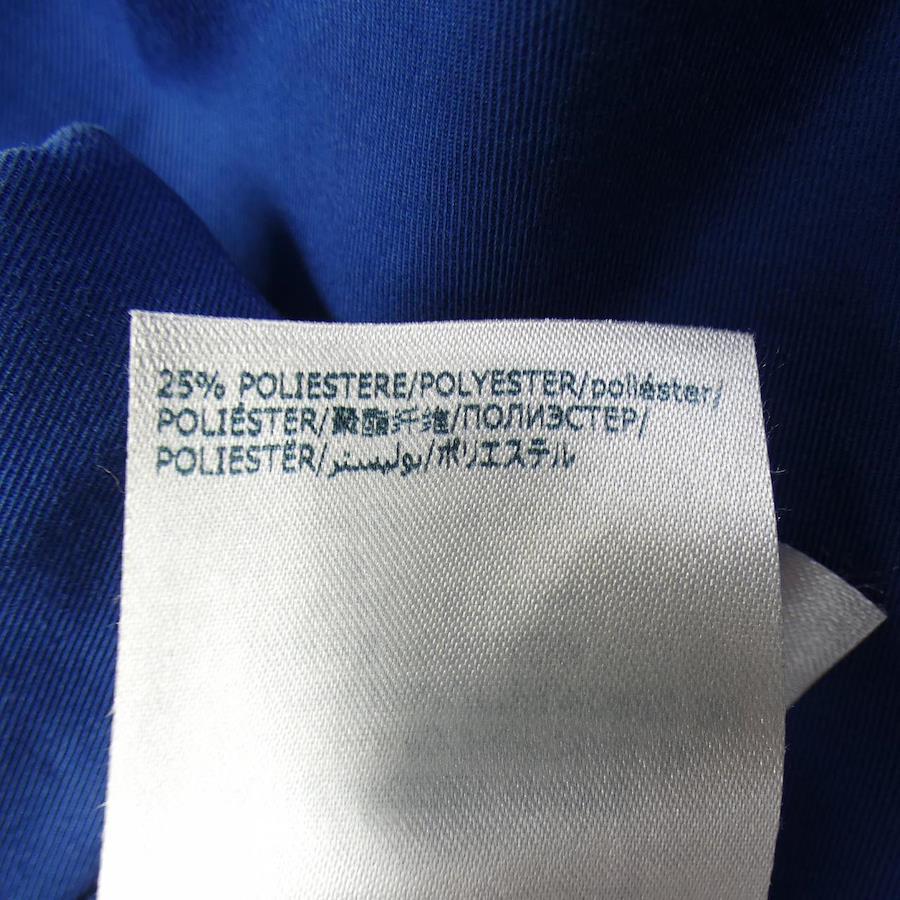 25% POLIESTERE/POLYESTER/poliéster/
POLIÉSTER/聚酯纤维/ПОЛИЭСТЕР/
POLIESTËR/بوليستر/ポリエステル